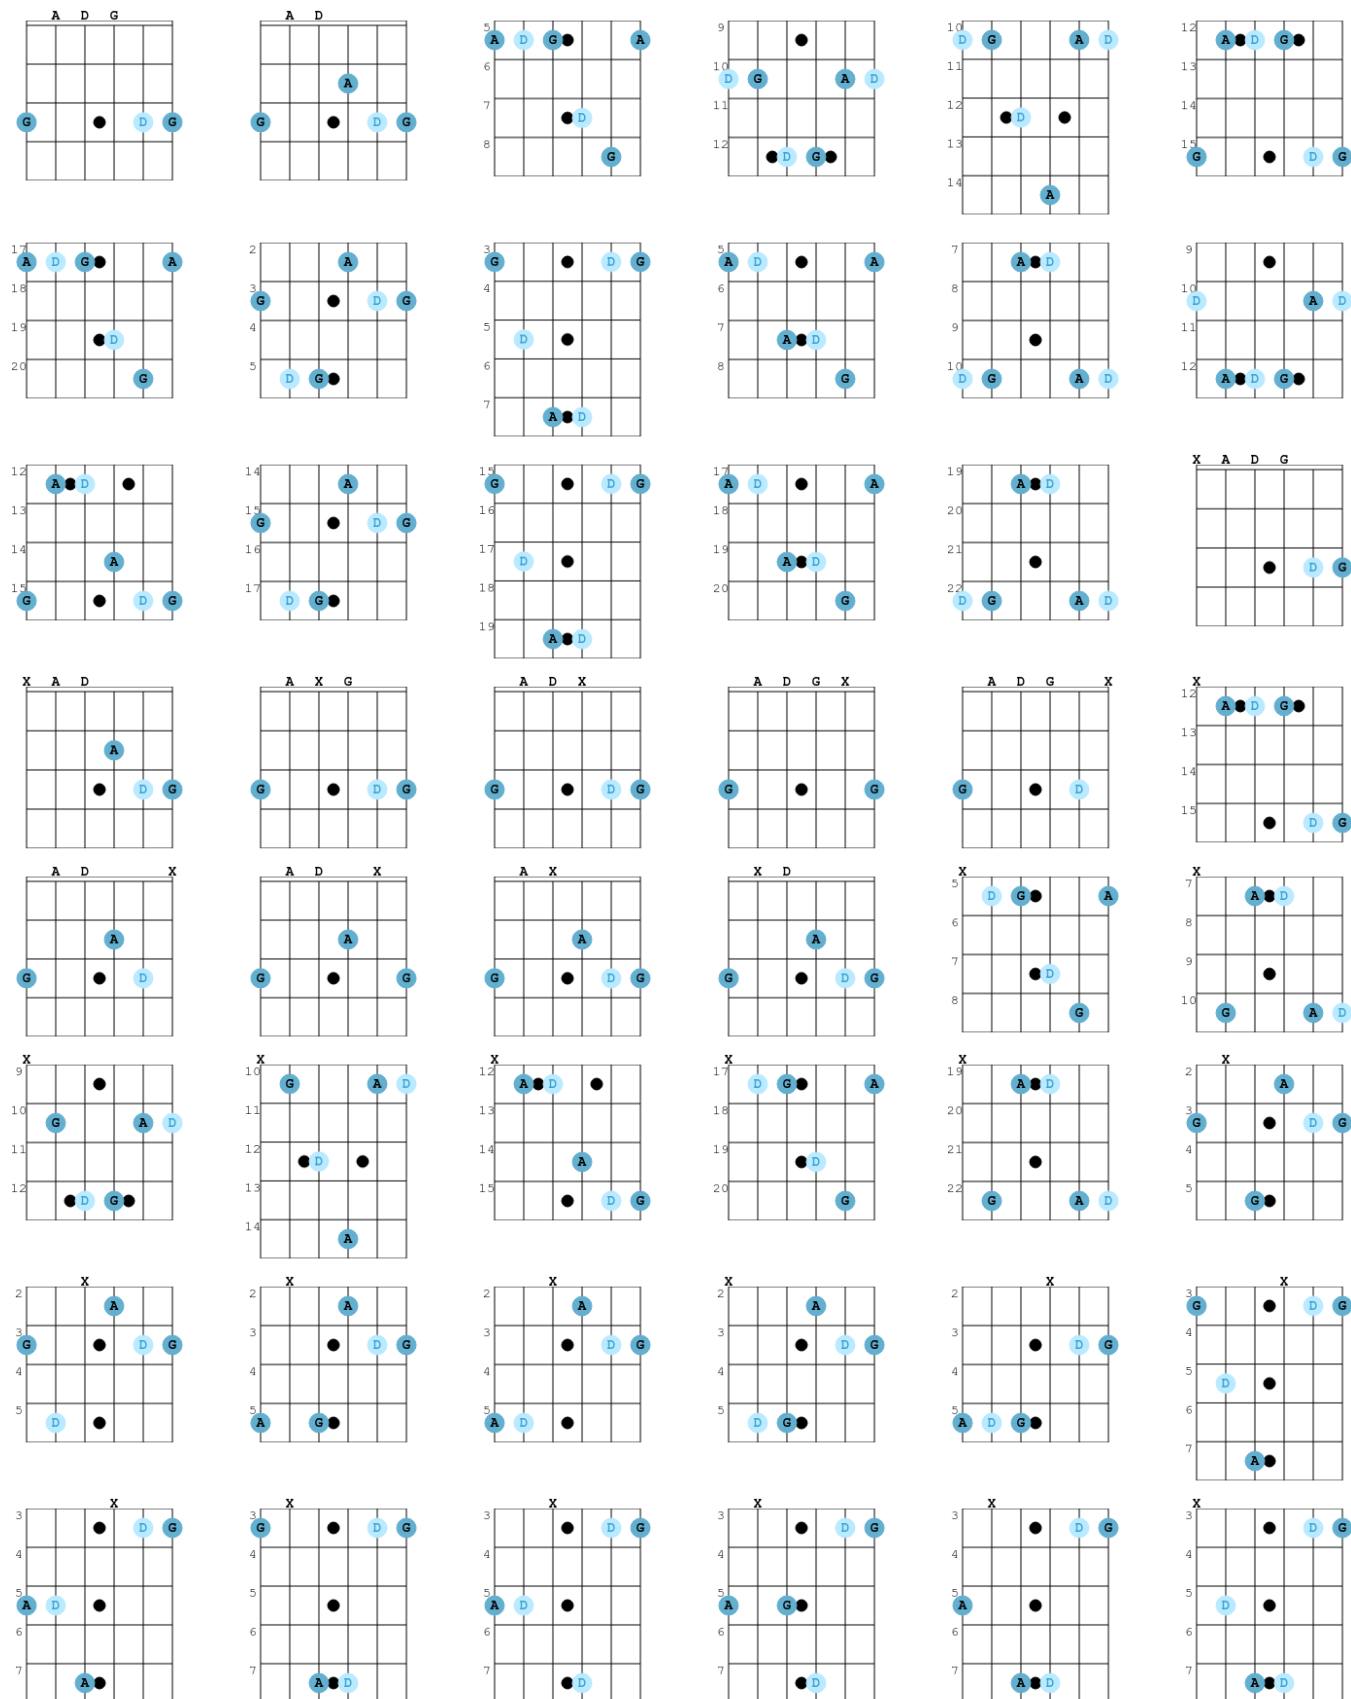 A D G
G D G
A D
A
G D G
5
A D G A
6
7
D
8
G
9
10
D G A D
11
12
D G
10
D G A D
11
12
D
13
14
A
12
A D G
13
14
15
G D G
17
A D G A
18
19
D
20
G
2
A
3
G D G
4
5
D G
3
G D G
4
5
D
6
7
A D
5
A D A
6
7
A D
8
G
7
A D
8
9
10
D G A D
9
10
D A D
11
12
A D G
12
A D
13
14
A
15
G D G
14
A
15
G D G
16
17
D G
15
G D G
16
17
D
18
19
A D
17
A D A
18
19
A D
20
G
19
A D
20
21
22
D G A D
X A D G
D G
X A D
A
D G
A X G
G D G
A D X
G D G
A D G X
G G
A D G X
G D
X
12
A D G
13
14
15
D G
A D X
A
G D
A D X
A
G G
A X
A
G D G
X D
A
G D G
X
5
D G A
6
7
D
8
G
X
7
A D
8
9
10
G A D
X
9
10
G A D
11
12
D G
X
10
G A D
11
12
D
13
14
A
X
12
A D
13
14
A
15
D G
X
17
D G A
18
19
D
20
G
X
19
A D
20
21
22
G A D
X
2
A
3
G D G
4
5
G
X
2
A
3
G D G
4
5
D
X
2
A
3
D G
4
5
A G
X
2
A
3
D G
4
5
A D
X
2
A
3
D G
4
5
D G
X
2
3
D G
4
5
A D G
X
3
G D G
4
5
D
6
7
A
X
3
D G
4
5
A D
6
7
A
X
3
G D G
4
5
6
7
A D
X
3
D G
4
5
A D
6
7
D
X
3
D G
4
5
A G
6
7
D
X
3
D G
4
5
A
6
7
A D
X
3
D G
4
5
D
6
7
A D